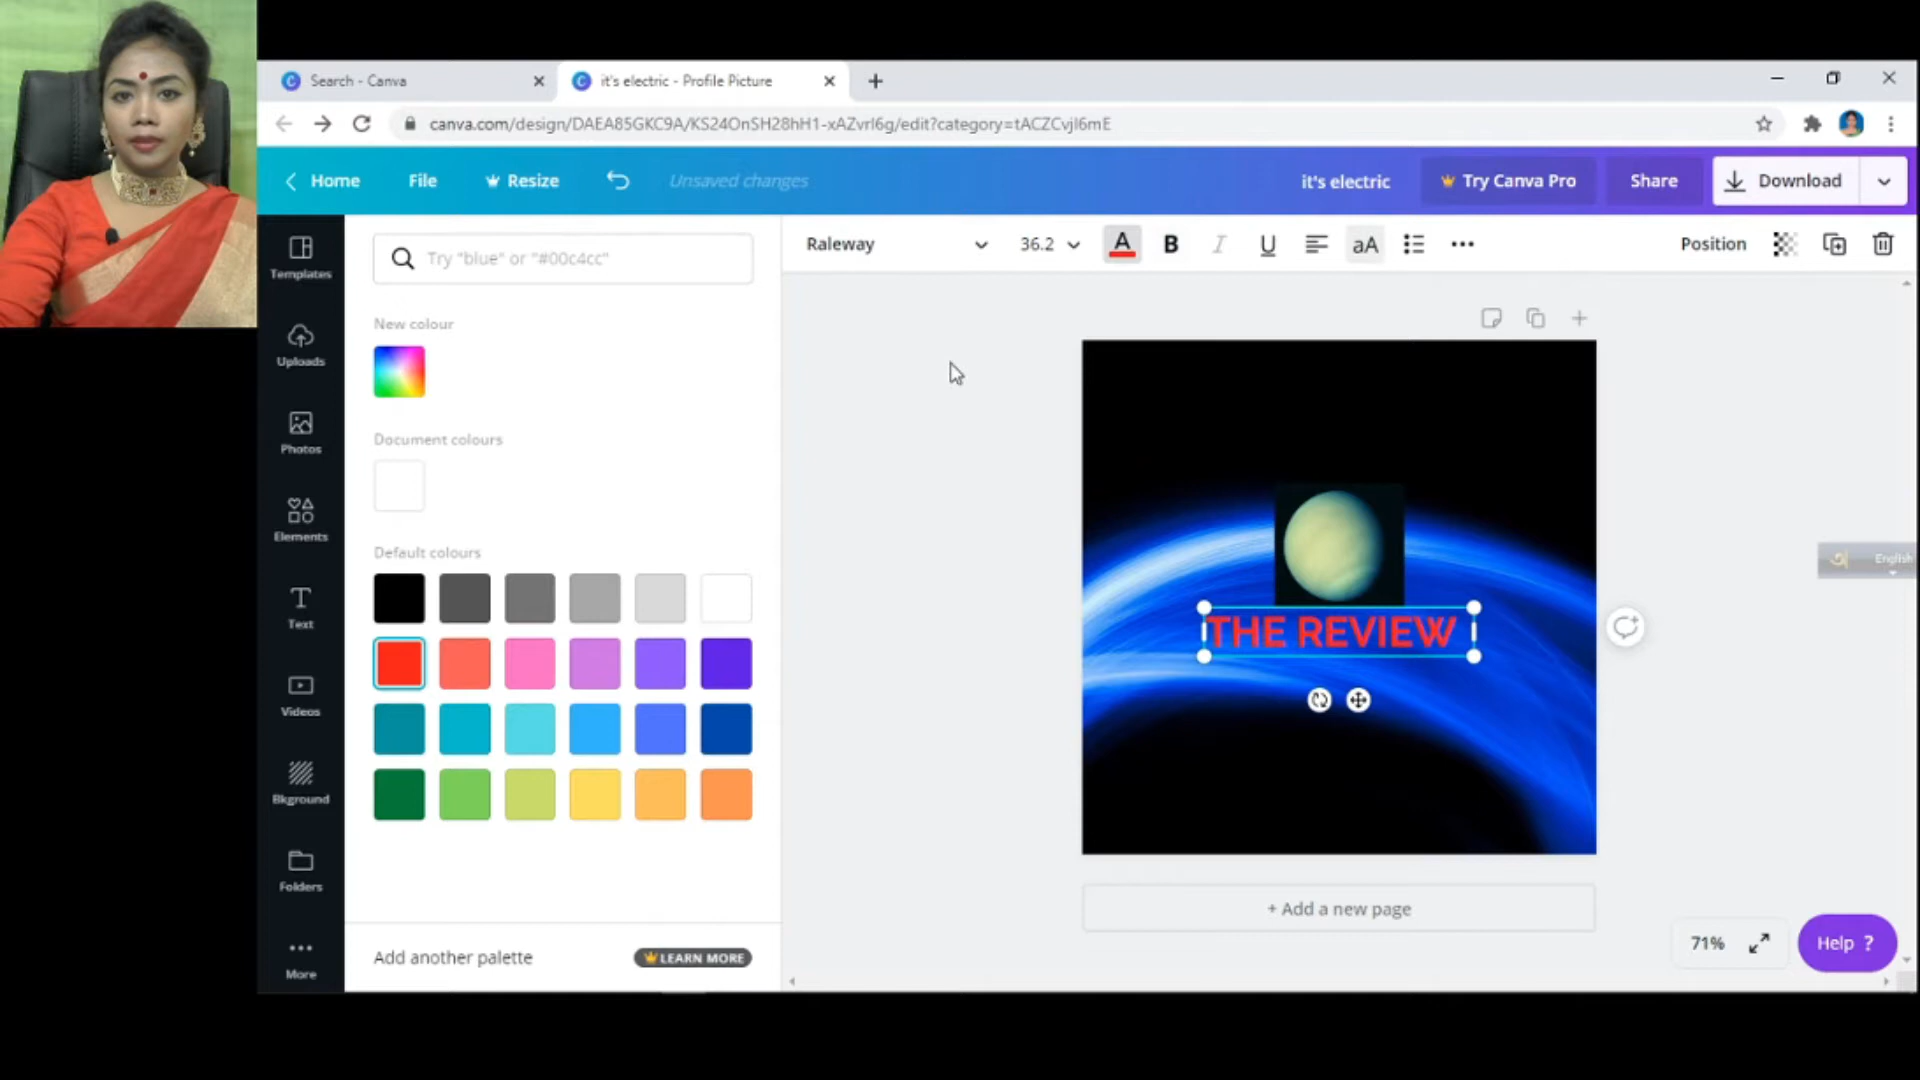 Search - Canva
it's electric - Profile Picture
canva.com/design/DAEA85GKC9A/KS24OnSH28hH1-xAZvrl6g/edit?category=tACZCvjl6mE
Home
File
Resize
Unsaved changes
it's electric
Try Canva Pro
Share
Download
Templates
Uploads
Photos
Elements
Text
Videos
Bkground
Folders
More
Try "blue" or "#00c4cc"
New colour
Document colours
Default colours
Add another palette
LEARN MORE
Raleway
36.2
A
B
I
U
aA
Position
THE REVIEW
English
+ Add a new page
71%
Help ?